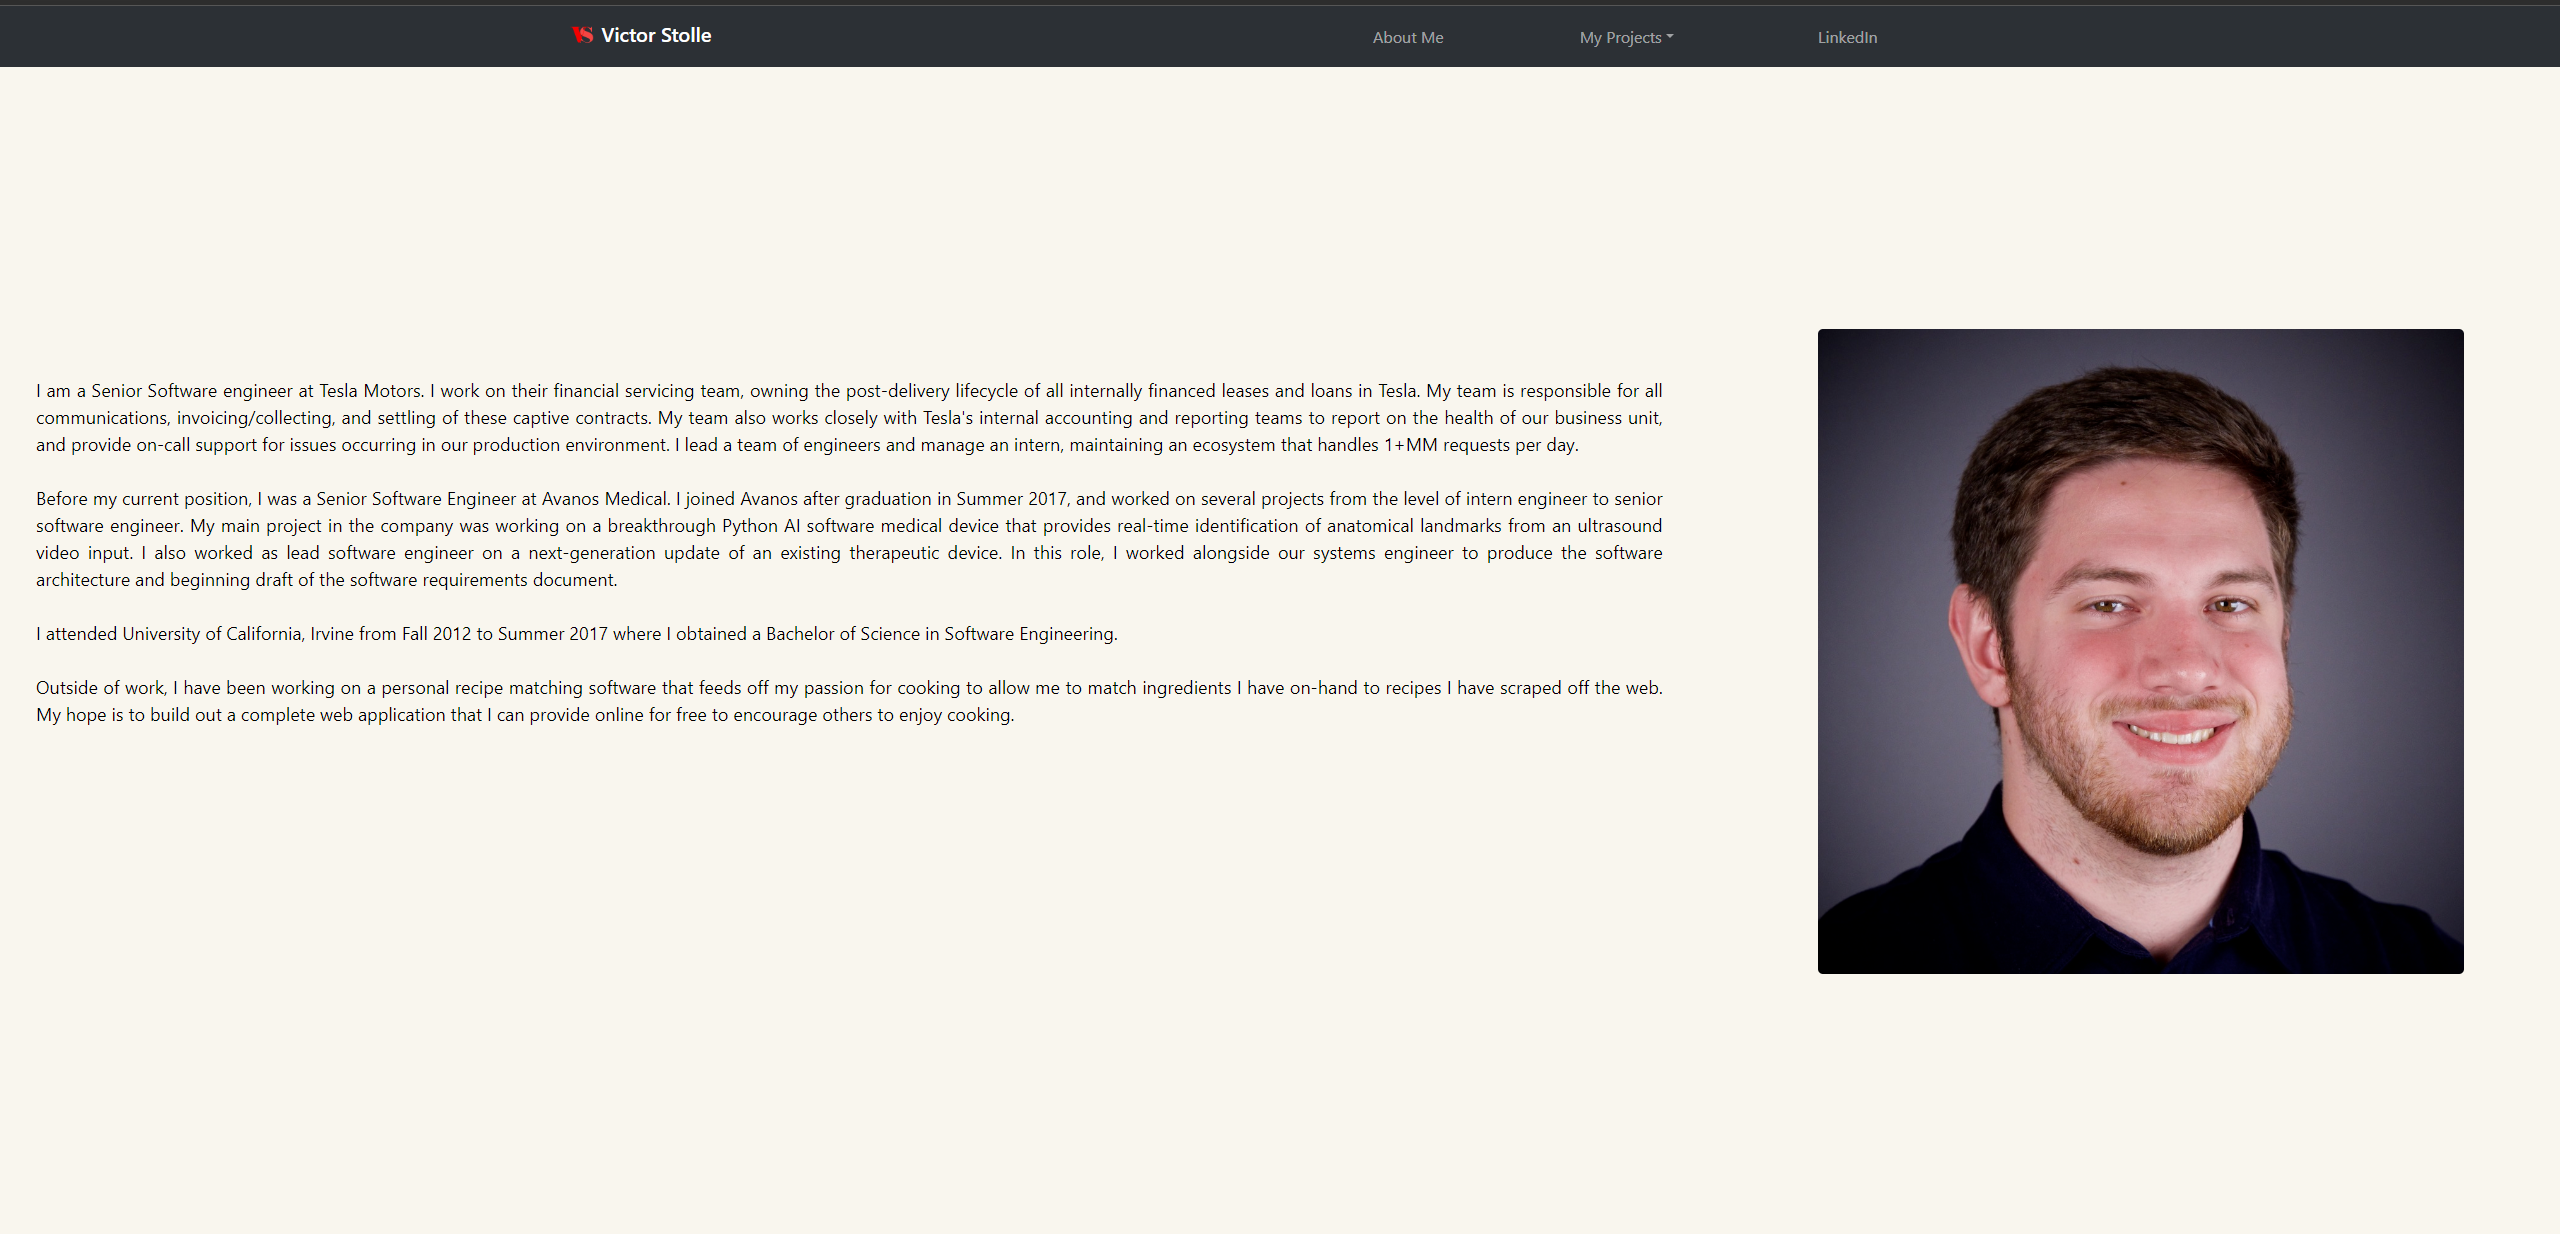 VS Victor Stolle
About Me
My Projects
LinkedIn
I am a Senior Software engineer at Tesla Motors. I work on their financial servicing team, owning the post-delivery lifecycle of all internally financed leases and loans in Tesla. My team is responsible for all
communications, invoicing/collecting, and settling of these captive contracts. My team also works closely with Tesla's internal accounting and reporting teams to report on the health of our business unit,
and provide on-call support for issues occurring in our production environment. I lead a team of engineers and manage an intern, maintaining an ecosystem that handles 1+MM requests per day.
Before my current position, I was a Senior Software Engineer at Avanos Medical. I joined Avanos after graduation in Summer 2017, and worked on several projects from the level of intern engineer to senior
software engineer. My main project in the company was working on a breakthrough Python AI software medical device that provides real-time identification of anatomical landmarks from an ultrasound
video input. I also worked as lead software engineer on a next-generation update of an existing therapeutic device. In this role, I worked alongside our systems engineer to produce the software
architecture and beginning draft of the software requirements document.
I attended University of California, Irvine from Fall 2012 to Summer 2017 where I obtained a Bachelor of Science in Software Engineering.
Outside of work, I have been working on a personal recipe matching software that feeds off my passion for cooking to allow me to match ingredients I have on-hand to recipes I have scraped off the web.
My hope is to build out a complete web application that I can provide online for free to encourage others to enjoy cooking.